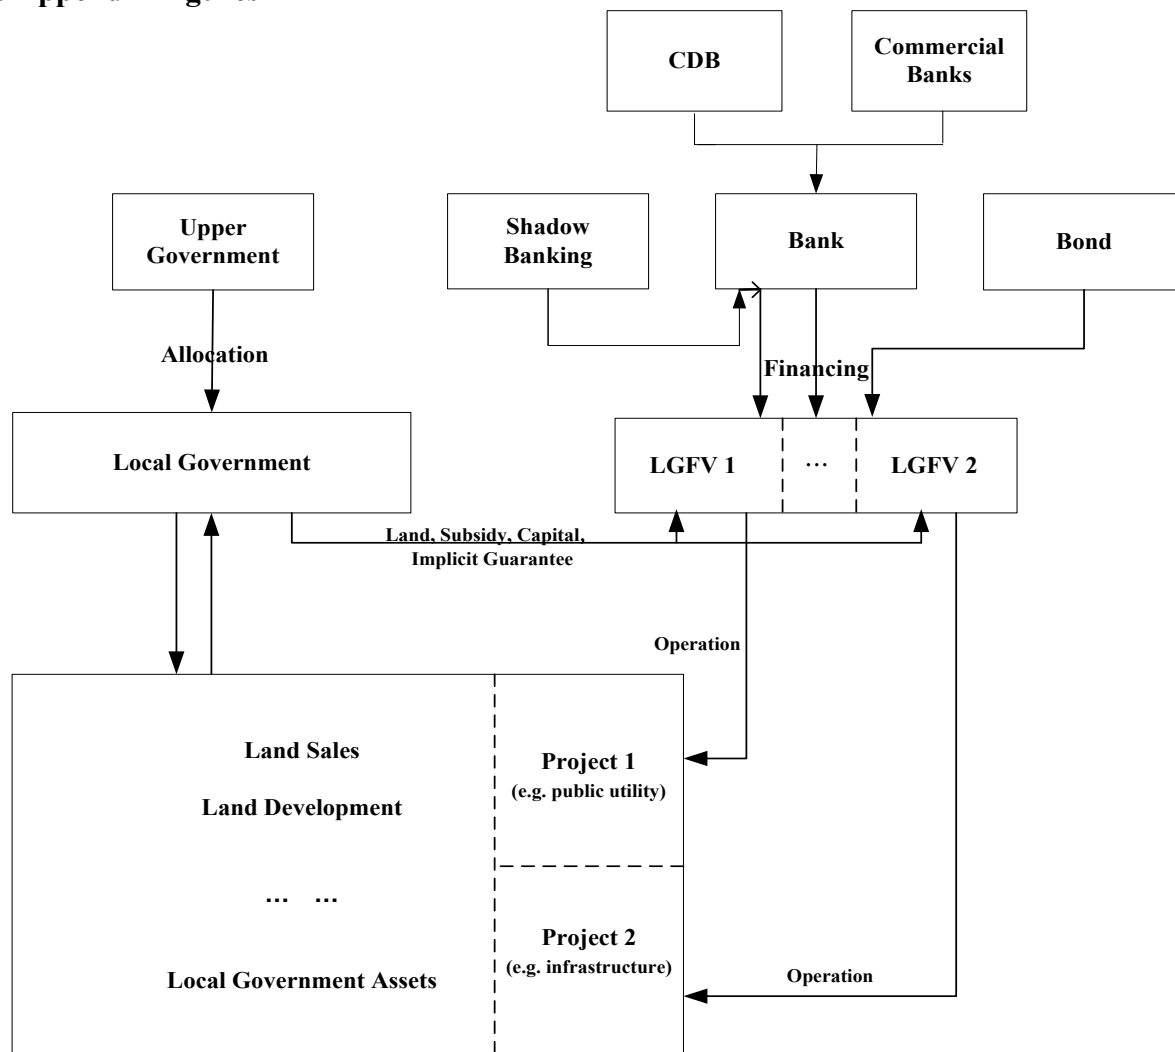 CDB
Commercial
Banks
Upper
Government
Shadow
Banking
Bank
Bond
Allocation
Financing
Local Government
LGFV 1
...
LGFV 2
Land, Subsidy, Capital,
Implicit Guarantee
Operation
Land Sales
Project 1
(e.g. public utility)
Land Development
... ...
Project 2
(e.g. infrastructure)
Local Government Assets
Operation